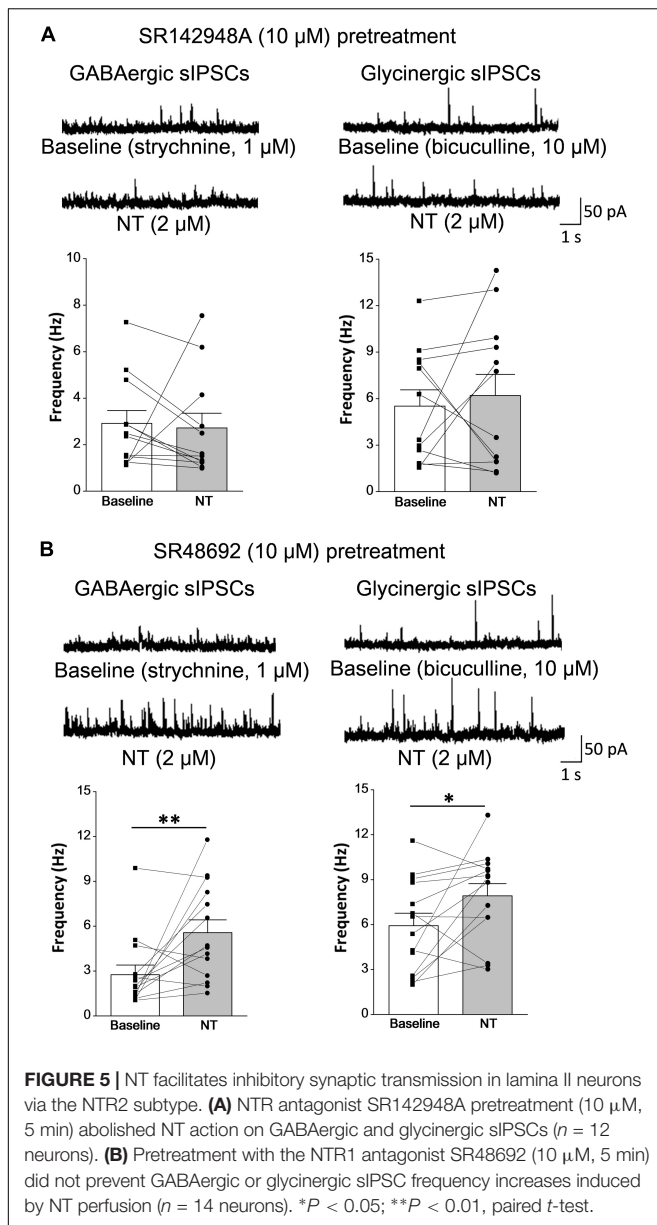 A SR142948A (10 μM) pretreatment
GABAergic sIPSCs Glycinergic sIPSCs
Baseline (strychnine, 1 μM) Baseline (bicuculline, 10 μM)
NT (2 μM) NT (2 μM)
50 pA
1 s
10
8
6
4
2
0
Frequency (Hz)
Baseline NT
15
12
9
6
3
0
Frequency (Hz)
Baseline NT
B SR48692 (10 μM) pretreatment
GABAergic sIPSCs Glycinergic sIPSCs
Baseline (strychnine, 1 μM) Baseline (bicuculline, 10 μM)
NT (2 μM) NT (2 μM)
50 pA
1 s
15
12
9
6
3
0
Frequency (Hz)
**
Baseline NT
15
12
9
6
3
0
Frequency (Hz)
*
Baseline NT
FIGURE 5 | NT facilitates inhibitory synaptic transmission in lamina II neurons
via the NTR2 subtype. (A) NTR antagonist SR142948A pretreatment (10 μM,
5 min) abolished NT action on GABAergic and glycinergic sIPSCs (n = 12
neurons). (B) Pretreatment with the NTR1 antagonist SR48692 (10 μM, 5 min)
did not prevent GABAergic or glycinergic sIPSC frequency increases induced
by NT perfusion (n = 14 neurons). *P < 0.05; **P < 0.01, paired t-test.